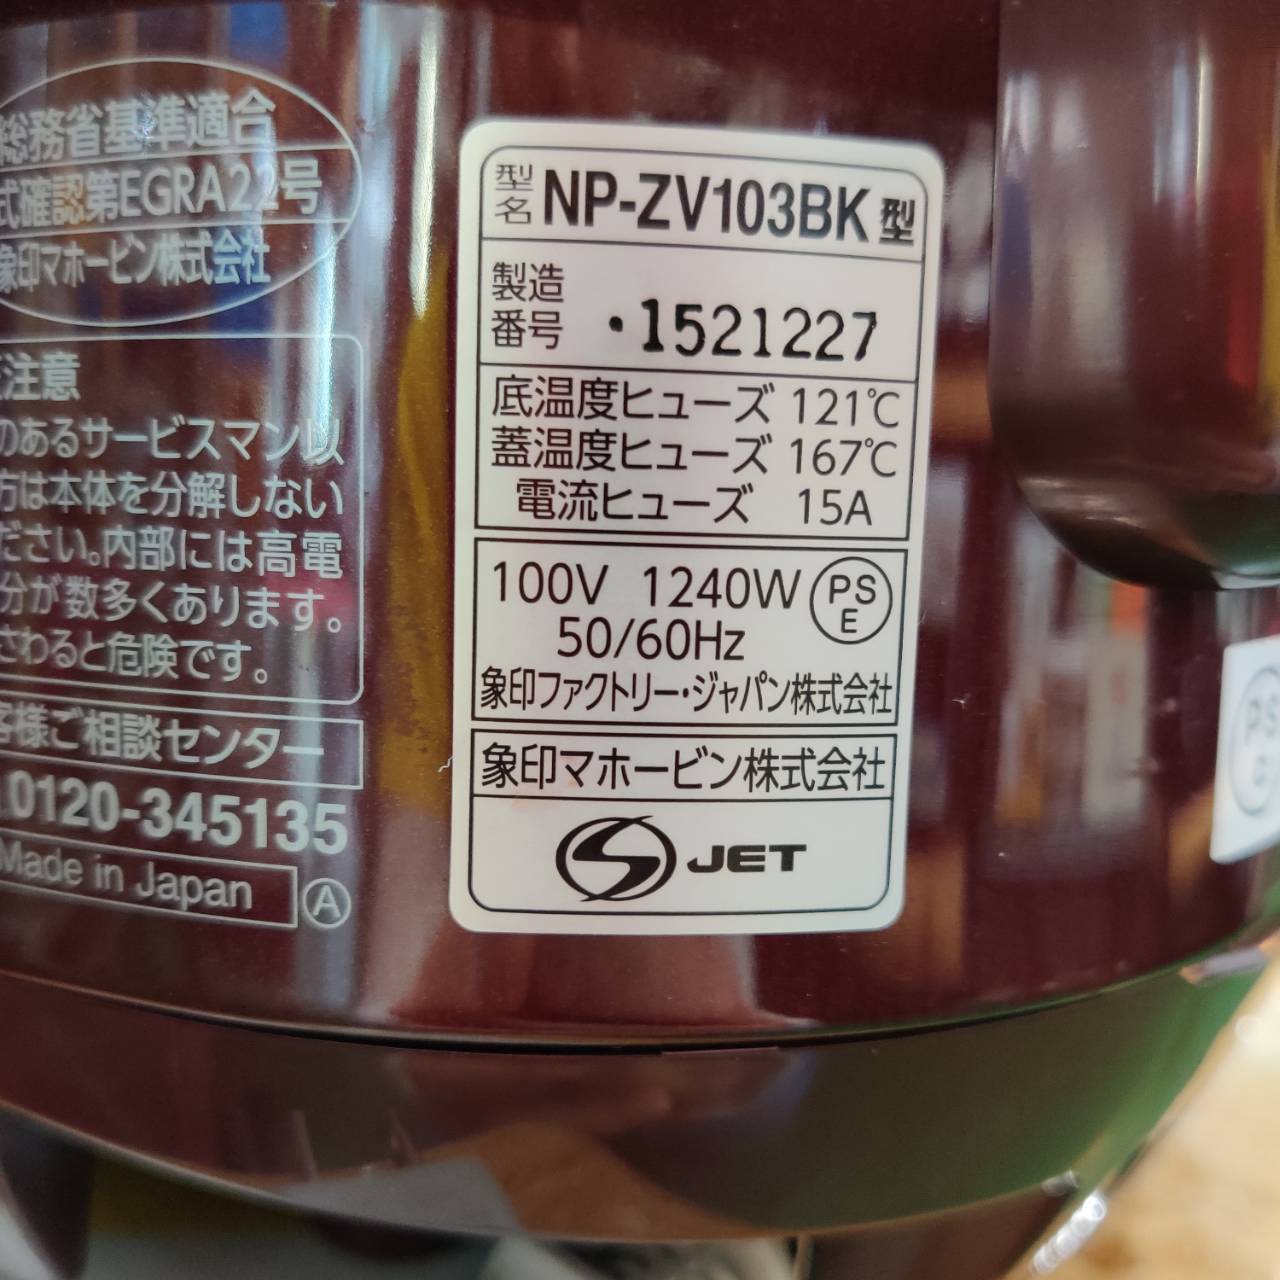 総務省基準適合
式確認第EGRA22号
象印マホービン株式会社
注意
のあるサービスマン以
方は本体を分解しない
ださい。内部には高電
分が数多くあります。
さわると危険です。
客様ご相談センター
0120-345135
Made in Japan Ⓐ
型名 NP-ZV103BK型
製造
番号 ・1521227
底温度ヒューズ 121℃
蓋温度ヒューズ 167℃
電流ヒューズ 15A
100V 1240W PSE
50/60Hz
象印ファクトリー・ジャパン株式会社
象印マホービン株式会社
JET
PS